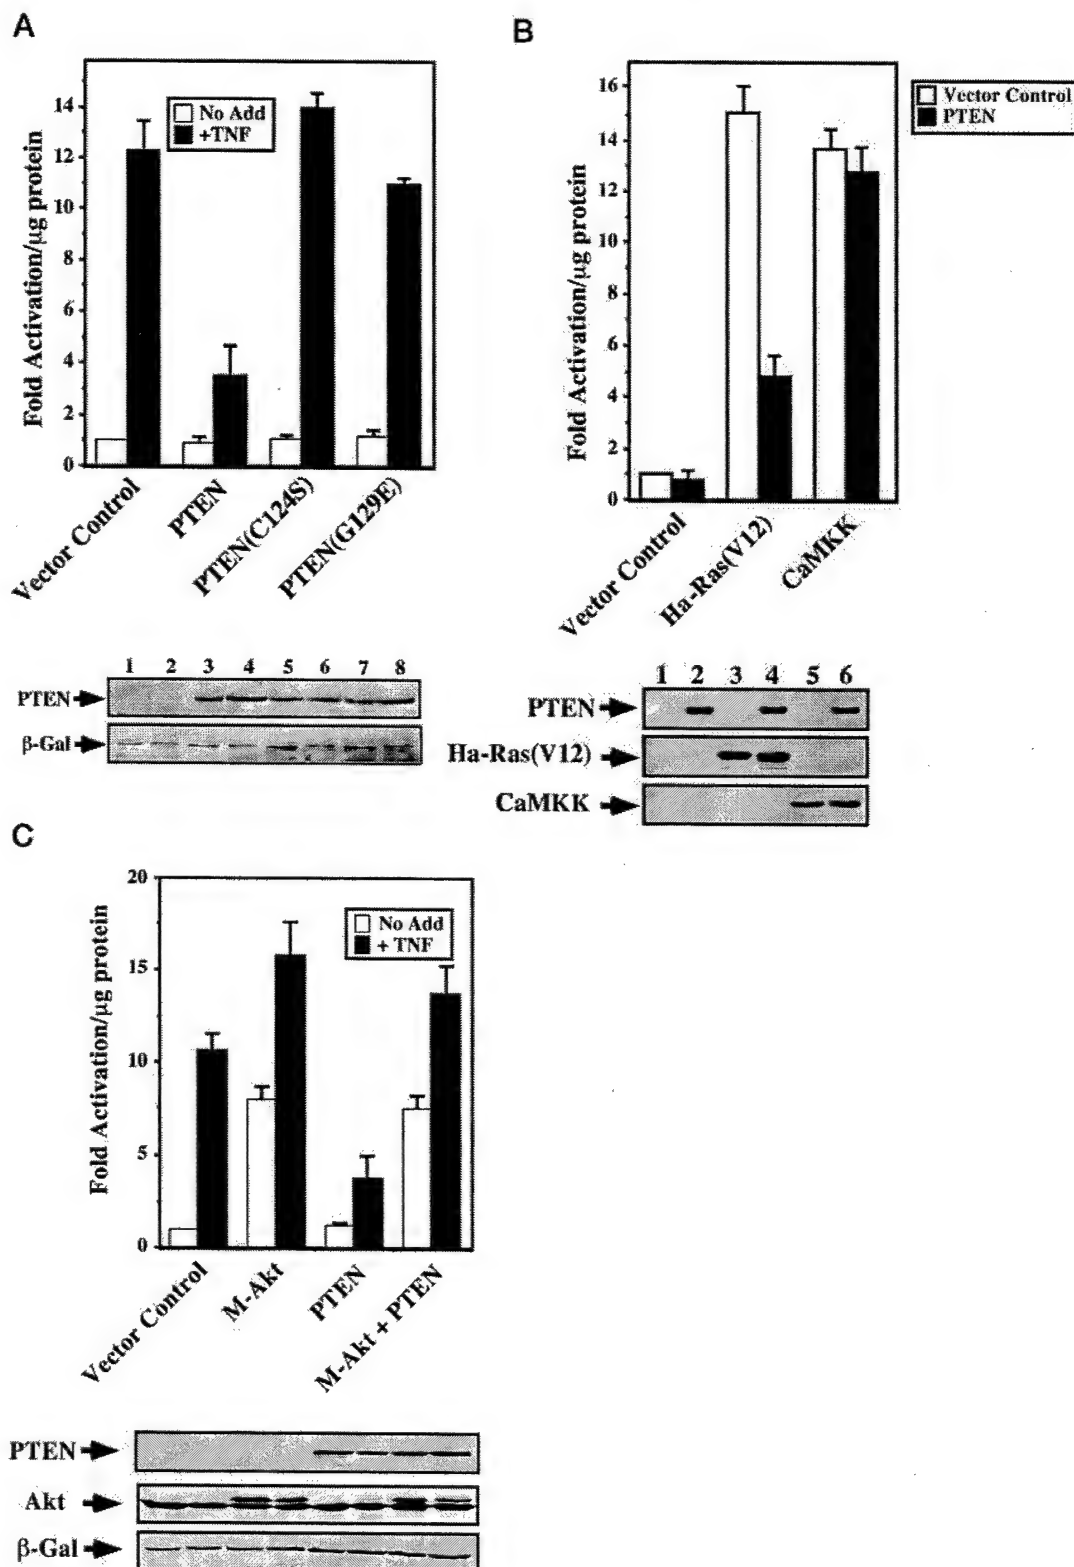 A
Fold Activation/µg protein
14
12
10
8
6
4
2
0
No Add
+TNF
Vector Control
PTEN
PTEN(C124S)
PTEN(G129E)
1 2 3 4 5 6 7 8
PTEN
β-Gal
B
Fold Activation/µg protein
16
14
12
10
8
6
4
2
0
Vector Control
PTEN
Vector Control
Ha-Ras(V12)
CaMKK
1 2 3 4 5 6
PTEN
Ha-Ras(V12)
CaMKK
C
Fold Activation/µg protein
20
15
10
5
0
No Add
+ TNF
Vector Control
M-Akt
PTEN
M-Akt + PTEN
PTEN
Akt
β-Gal